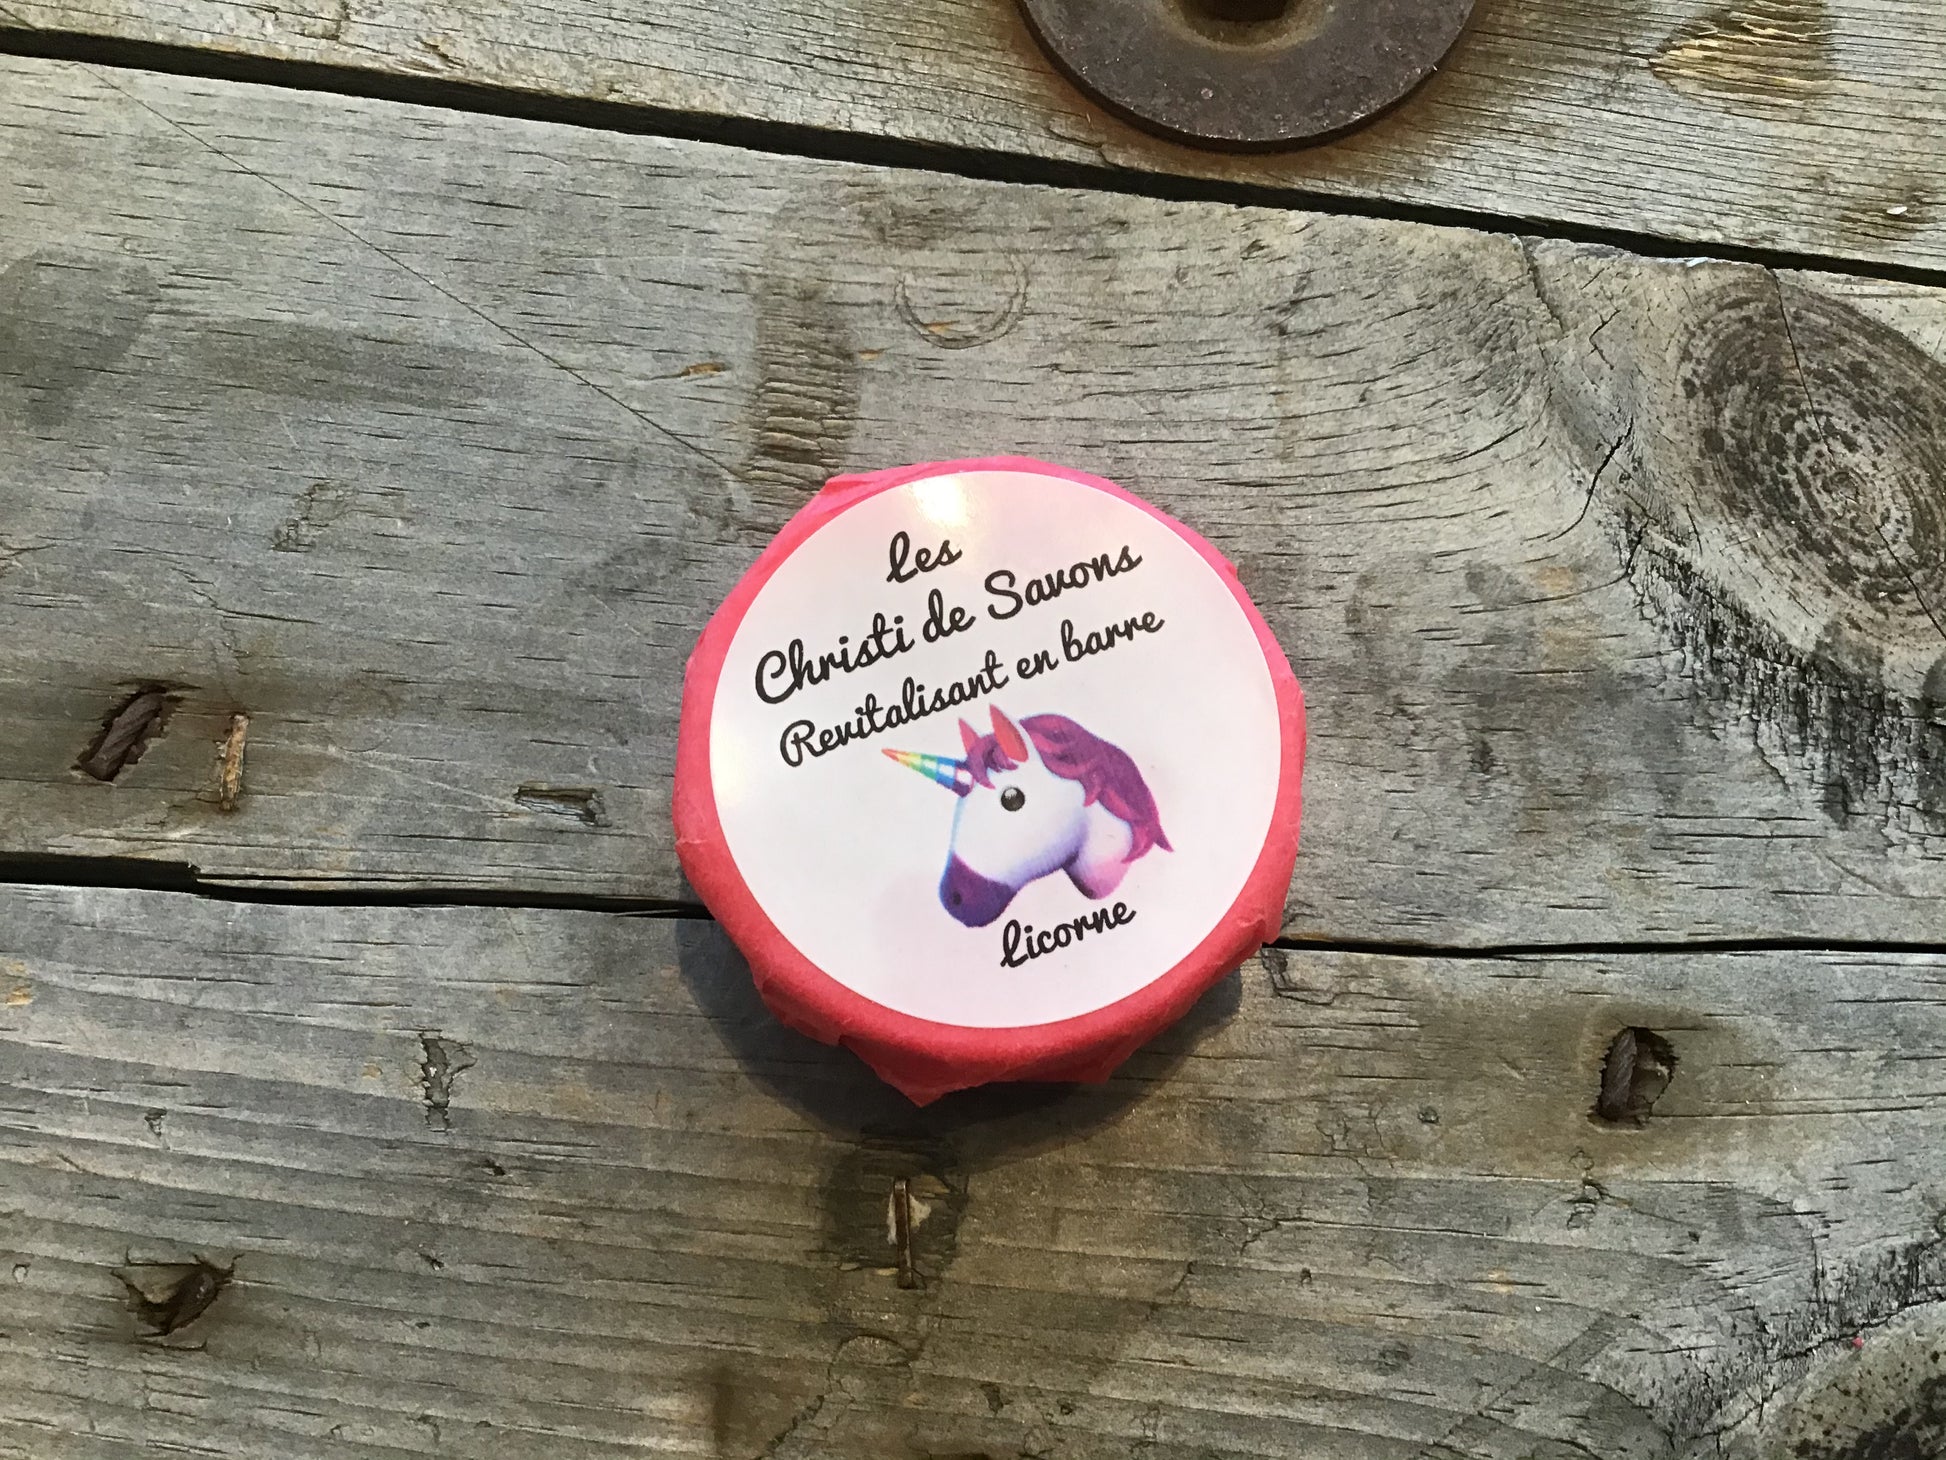 Les
Christi de Savons
Revitalisant en barre
Licorne